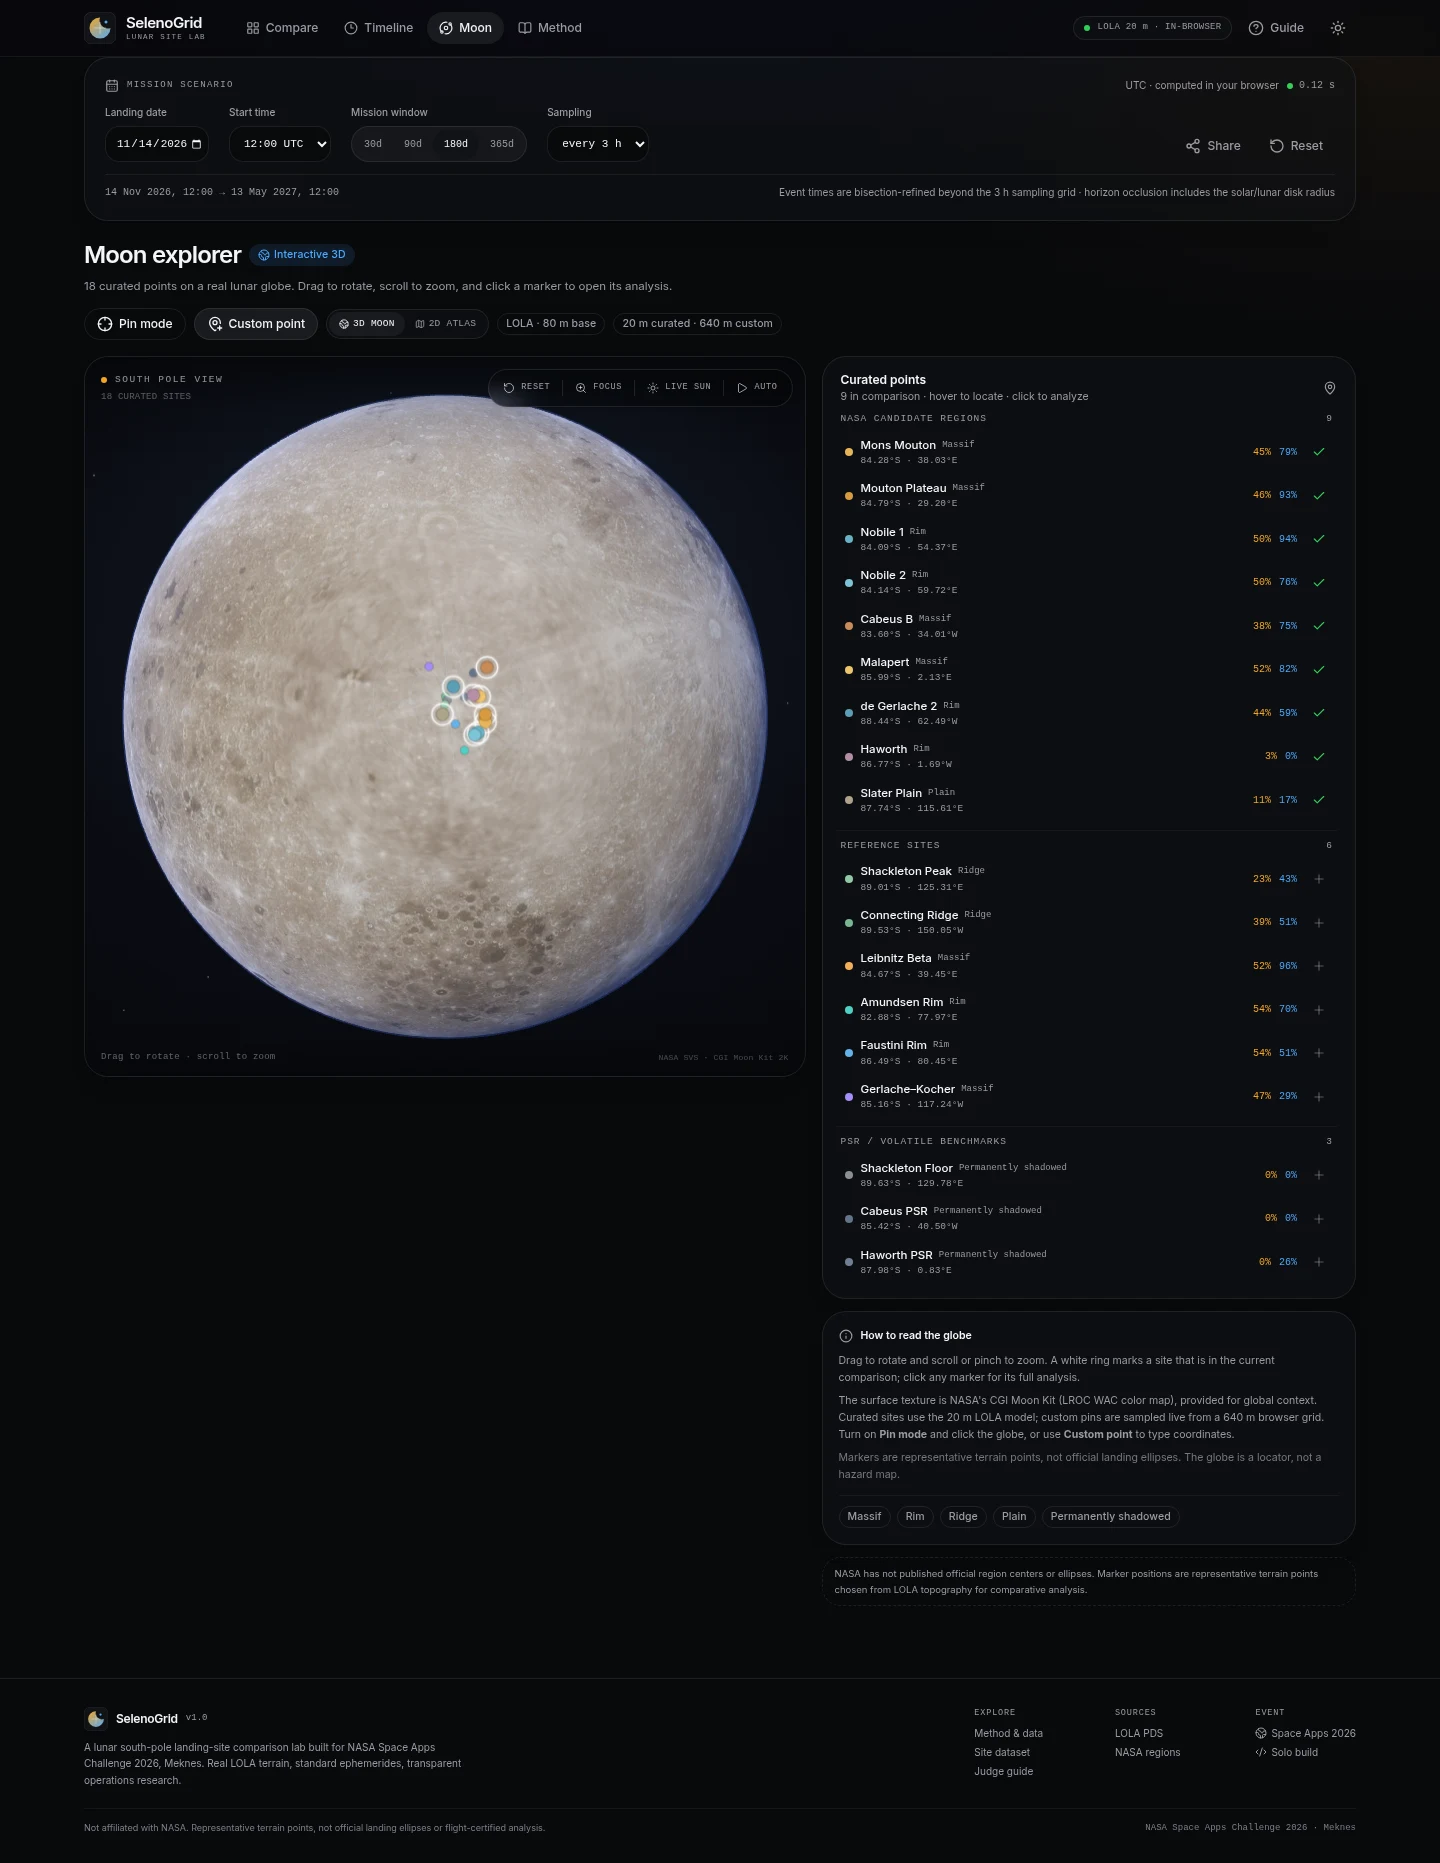 SelenoGrid
LUNAR SITE LAB
Compare
Timeline
Moon
Method
LOLA 20 m · IN-BROWSER
Guide
MISSION SCENARIO
UTC · computed in your browser
0.12 s
Landing date
Start time
Mission window
Sampling
11/14/2026
12:00 UTC
30d
90d
180d
365d
every 3 h
Share
Reset
14 Nov 2026, 12:00 → 13 May 2027, 12:00
Event times are bisection-refined beyond the 3 h sampling grid · horizon occlusion includes the solar/lunar disk radius
Moon explorer
Interactive 3D
18 curated points on a real lunar globe. Drag to rotate, scroll to zoom, and click a marker to open its analysis.
Pin mode
Custom point
3D MOON
2D ATLAS
LOLA · 80 m base
20 m curated · 640 m custom
SOUTH POLE VIEW
18 CURATED SITES
RESET
FOCUS
LIVE SUN
AUTO
Drag to rotate · scroll to zoom
NASA SVS · CGI Moon Kit 2K
Curated points
9 in comparison · hover to locate · click to analyze
NASA CANDIDATE REGIONS 9
Mons Mouton Massif
84.28°S · 38.03°E
45% 79%
Mouton Plateau Massif
84.79°S · 29.20°E
46% 93%
Nobile 1 Rim
84.09°S · 54.37°E
50% 94%
Nobile 2 Rim
84.14°S · 59.72°E
50% 76%
Cabeus B Massif
83.60°S · 34.01°W
38% 75%
Malapert Massif
85.99°S · 2.13°E
52% 82%
de Gerlache 2 Rim
88.44°S · 62.49°W
44% 59%
Haworth Rim
86.77°S · 1.69°W
3% 0%
Slater Plain Plain
87.74°S · 115.61°E
11% 17%
REFERENCE SITES 6
Shackleton Peak Ridge
89.01°S · 125.31°E
23% 43%
Connecting Ridge Ridge
89.53°S · 150.05°W
39% 51%
Leibnitz Beta Massif
84.67°S · 39.45°E
52% 96%
Amundsen Rim Rim
82.88°S · 77.97°E
54% 70%
Faustini Rim Rim
86.49°S · 80.45°E
54% 51%
Gerlache–Kocher Massif
85.16°S · 117.24°W
47% 29%
PSR / VOLATILE BENCHMARKS 3
Shackleton Floor Permanently shadowed
89.63°S · 129.78°E
0% 0%
Cabeus PSR Permanently shadowed
85.42°S · 40.50°W
0% 0%
Haworth PSR Permanently shadowed
87.98°S · 0.83°E
0% 26%
How to read the globe
Drag to rotate and scroll or pinch to zoom. A white ring marks a site that is in the current
comparison; click any marker for its full analysis.
The surface texture is NASA's CGI Moon Kit (LROC WAC color map), provided for global context.
Curated sites use the 20 m LOLA model; custom pins are sampled live from a 640 m browser grid.
Turn on Pin mode and click the globe, or use Custom point to type coordinates.
Markers are representative terrain points, not official landing ellipses. The globe is a locator, not a
hazard map.
Massif
Rim
Ridge
Plain
Permanently shadowed
NASA has not published official region centers or ellipses. Marker positions are representative terrain points
chosen from LOLA topography for comparative analysis.
SelenoGrid v1.0
A lunar south-pole landing-site comparison lab built for NASA Space Apps
Challenge 2026, Meknes. Real LOLA terrain, standard ephemerides, transparent
operations research.
EXPLORE
Method & data
Site dataset
Judge guide
SOURCES
LOLA PDS
NASA regions
EVENT
Space Apps 2026
Solo build
Not affiliated with NASA. Representative terrain points, not official landing ellipses or flight-certified analysis.
NASA Space Apps Challenge 2026 · Meknes